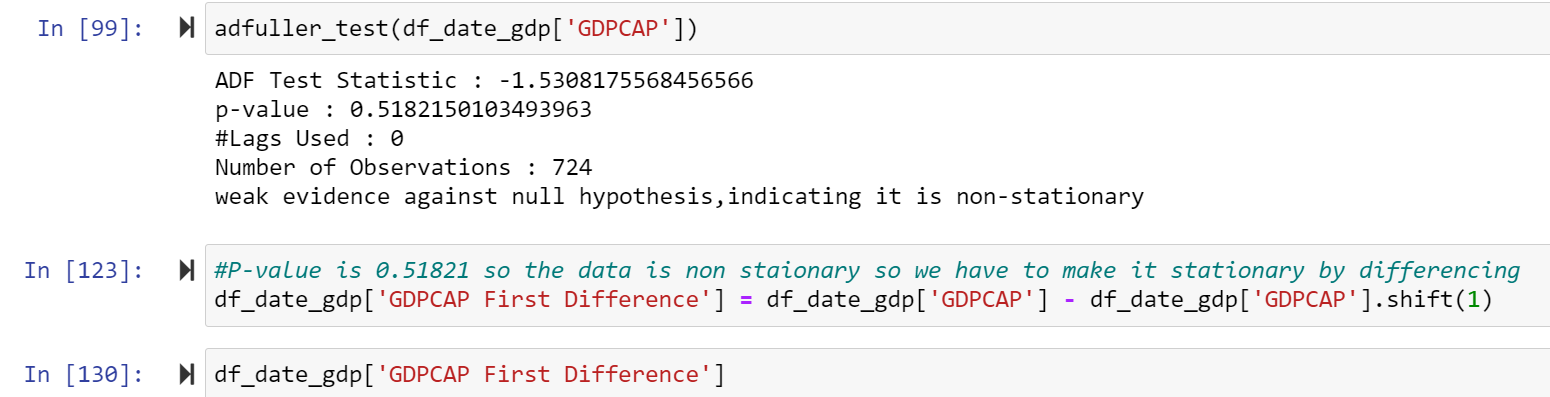 In [99]: adfuller_test(df_date_gdp['GDPCAP'])
ADF Test Statistic : -1.5308175568456566
p-value : 0.5182150103493963
#Lags Used : 0
Number of Observations : 724
weak evidence against null hypothesis,indicating it is non-stationary
In [123]: #P-value is 0.51821 so the data is non staionary so we have to make it stationary by differencing
df_date_gdp['GDPCAP First Difference'] = df_date_gdp['GDPCAP'] - df_date_gdp['GDPCAP'].shift(1)
In [130]: df_date_gdp['GDPCAP First Difference']